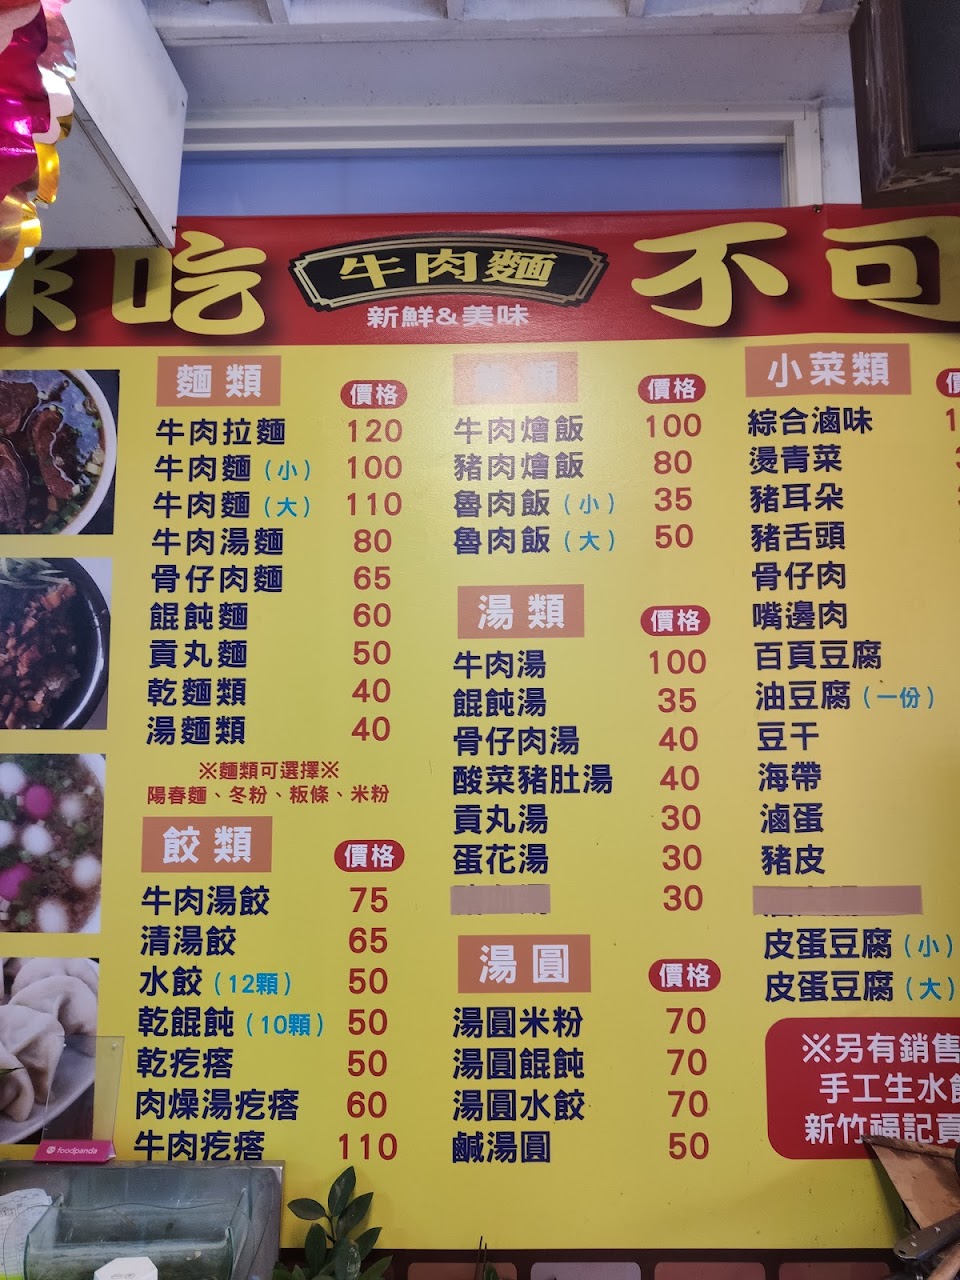 吃 牛肉麵 不可
新鮮&美味
麵類 價格
牛肉拉麵 120
牛肉麵（小） 100
牛肉麵（大） 110
牛肉湯麵 80
骨仔肉麵 65
餛飩麵 60
貢丸麵 50
乾麵類 40
湯麵類 40
※麵類可選擇※
陽春麵、冬粉、粄條、米粉
餃類 價格
牛肉湯餃 75
清湯餃 65
水餃（12顆） 50
乾餛飩（10顆） 50
乾疙瘩 50
肉燥湯疙瘩 60
牛肉疙瘩 110
foodpanda
飯類 價格
牛肉燴飯 100
豬肉燴飯 80
魯肉飯（小） 35
魯肉飯（大） 50
湯類 價格
牛肉湯 100
餛飩湯 35
骨仔肉湯 40
酸菜豬肚湯 40
貢丸湯 30
蛋花湯 30
30
湯圓 價格
湯圓米粉 70
湯圓餛飩 70
湯圓水餃 70
鹹湯圓 50
小菜類
綜合滷味
燙青菜
豬耳朵
豬舌頭
骨仔肉
嘴邊肉
百頁豆腐
油豆腐（一份）
豆干
海帶
滷蛋
豬皮
皮蛋豆腐（小）
皮蛋豆腐（大）
※另有銷售
手工生水餃
新竹福記貢